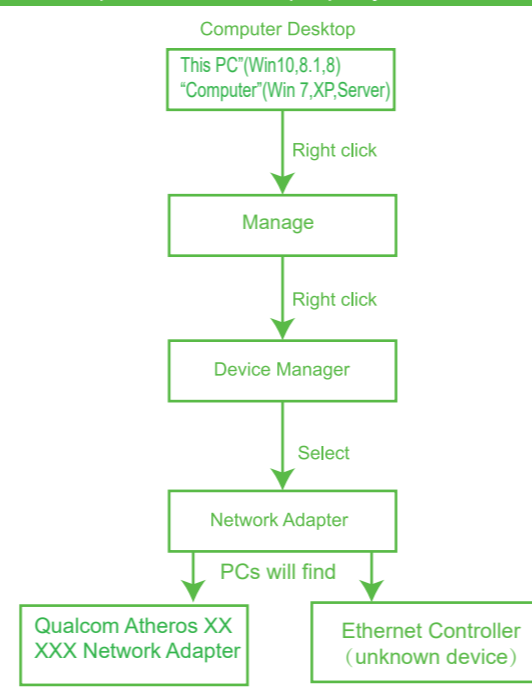 Computer Desktop
This PC”(Win10,8.1,8)
“Computer”(Win 7,XP,Server)
Right click
Manage
Right click
Device Manager
Select
Network Adapter
PCs will find
Qualcom Atheros XX
XXX Network Adapter
Ethernet Controller
（unknown device）